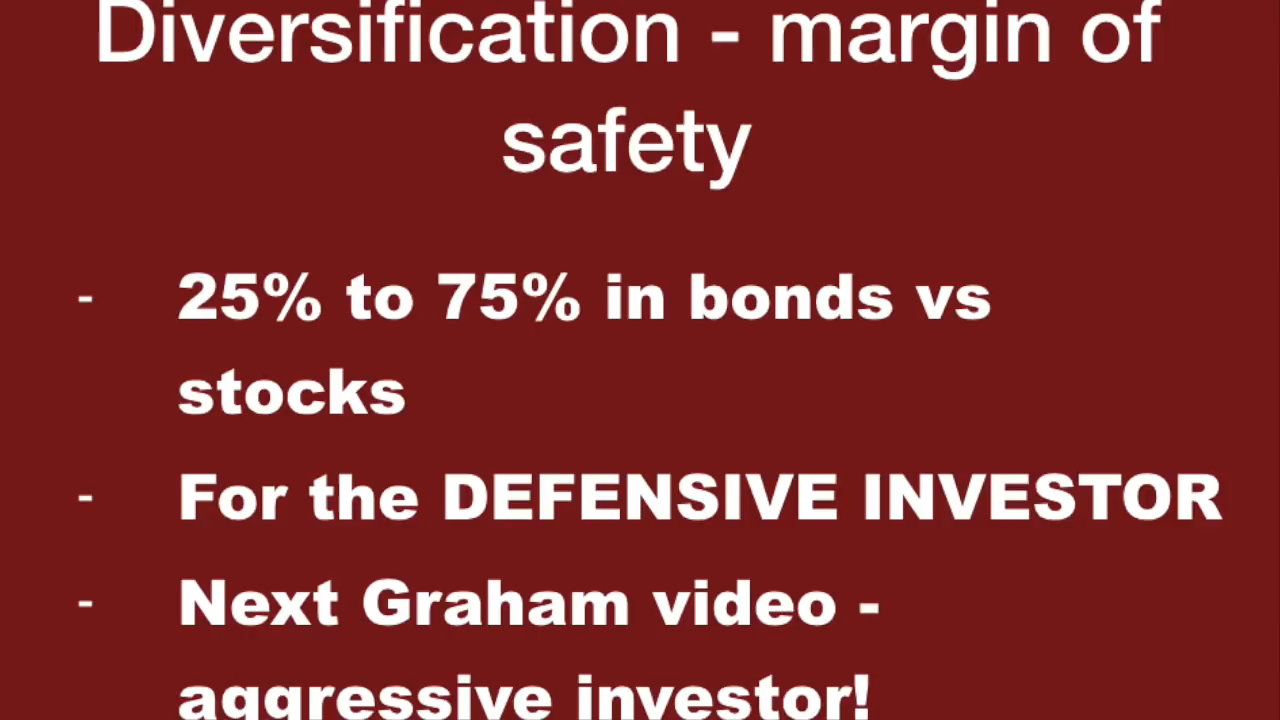 Diversification - margin of
safety
- 25% to 75% in bonds vs
stocks
- For the DEFENSIVE INVESTOR
- Next Graham video -
aggressive investor!